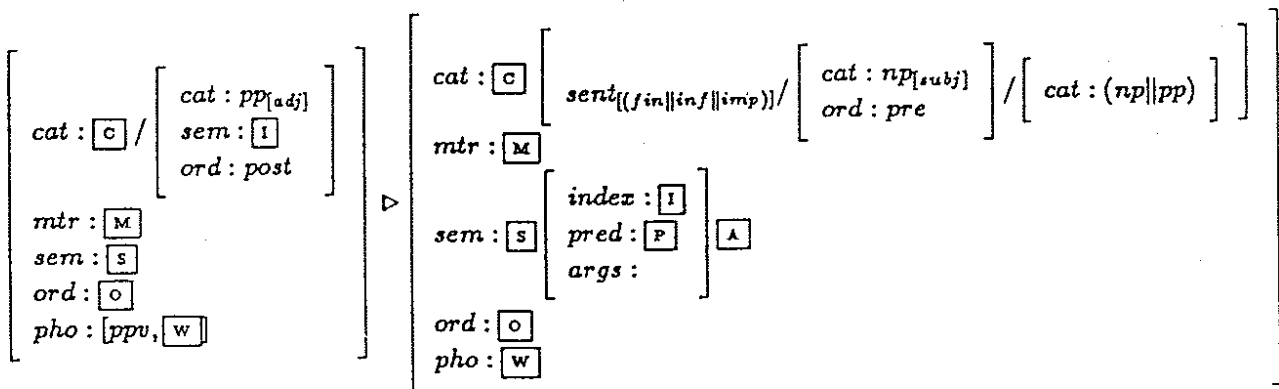 cat : C / [ cat : pp[adj]
sem : I
ord : post ]
mtr : M
sem : S
ord : O
pho : [ppv, W]
▷
cat : C [ sent[(fin||inf||imp)]/ [ cat : np[subj]
ord : pre ] / [ cat : (np||pp) ] ]
mtr : M
sem : S [ index : I
pred : P
args : ] A
ord : O
pho : W